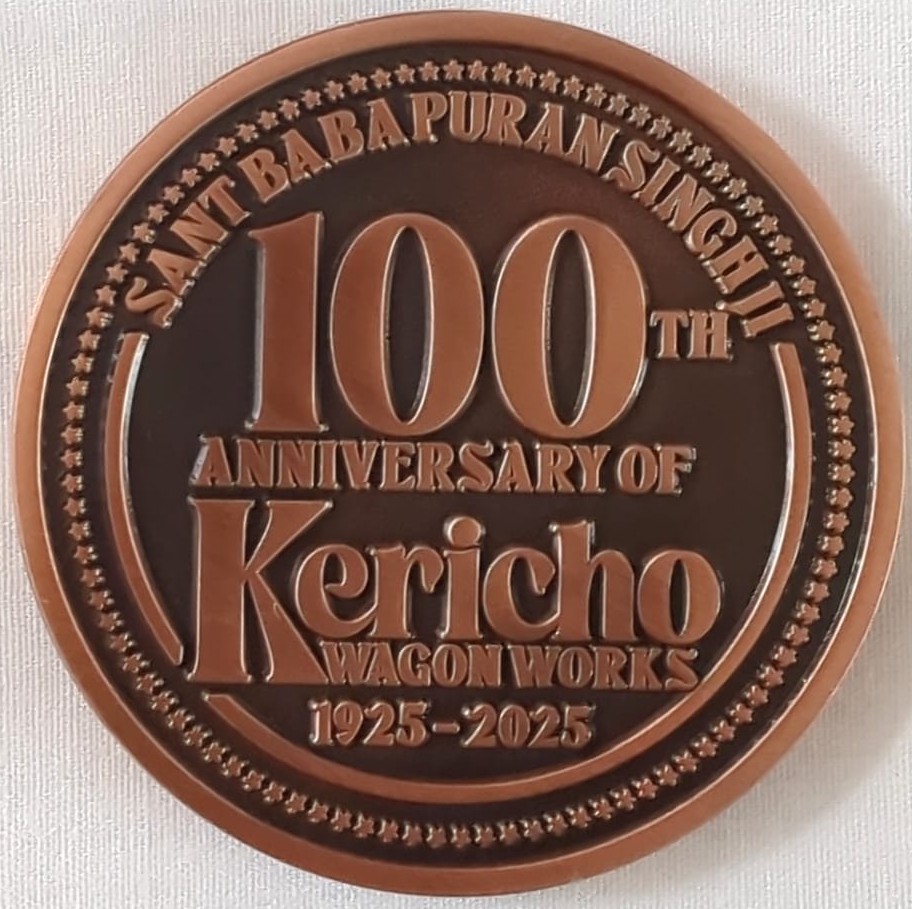 SANT BABA PURAN SINGH JI
100TH
ANNIVERSARY OF
Kericho
WAGON WORKS
1925-2025